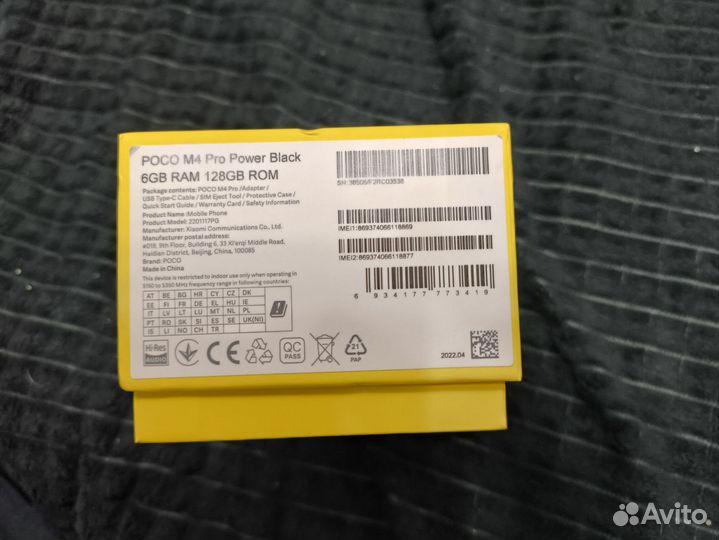 POCO M4 Pro Power Black
6GB RAM 128GB ROM
Package contents: POCO M4 Pro /Adapter/
USB Type-C Cable / SIM Eject Tool / Protective Case /
Quick Start Guide / Warranty Card / Safety Information
Product Name :Mobile Phone
Product Model: 2201117PG
Manufacturer: Xiaomi Communications Co.,
Manufacturer postal address:
#019, 9th Floor, Building 6, 33 Xi'erqi Middle Road,
Haidian District, Beijing, China, 100085
Brand: POCO
Made in China
This device is restricted to indoor use only when operating in
5150 to 5350 MHz frequency range in following countries:
AT BE BG HR CY CZ DK
EE FI FR DE EL HU IE
IT LV LT LU MT NL PL
PT RO SK SI ES SE UK(NI)
IS LI NO CH TR
Hi-Res
AUDIO
CE
QC
PASS
21
PAP
SN:38505/F2RC03538
IMEI1:869374066118869
IMEI2:869374066118877
6 934177 773419
2022.04
Avito